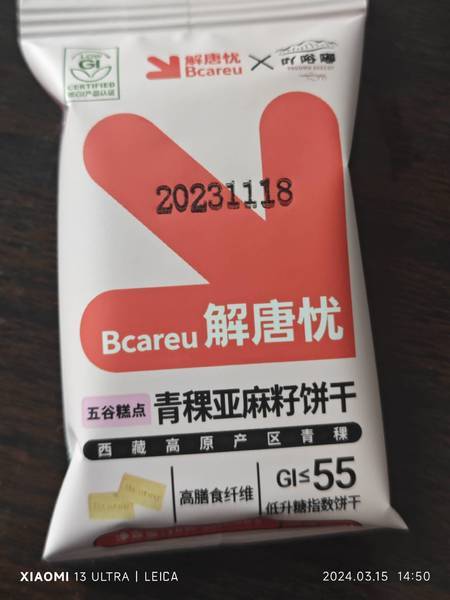 LOW
GI
CERTIFIED
低GI产品认证
解唐忧
Bcareu
20231118
Bcareu 解唐忧
五谷糕点 青稞亚麻籽饼干
西藏高原产区青稞
高膳食纤维
GI≤55
低升糖指数饼干
XIAOMI 13 ULTRA | LEICA
2024.03.15 14:50